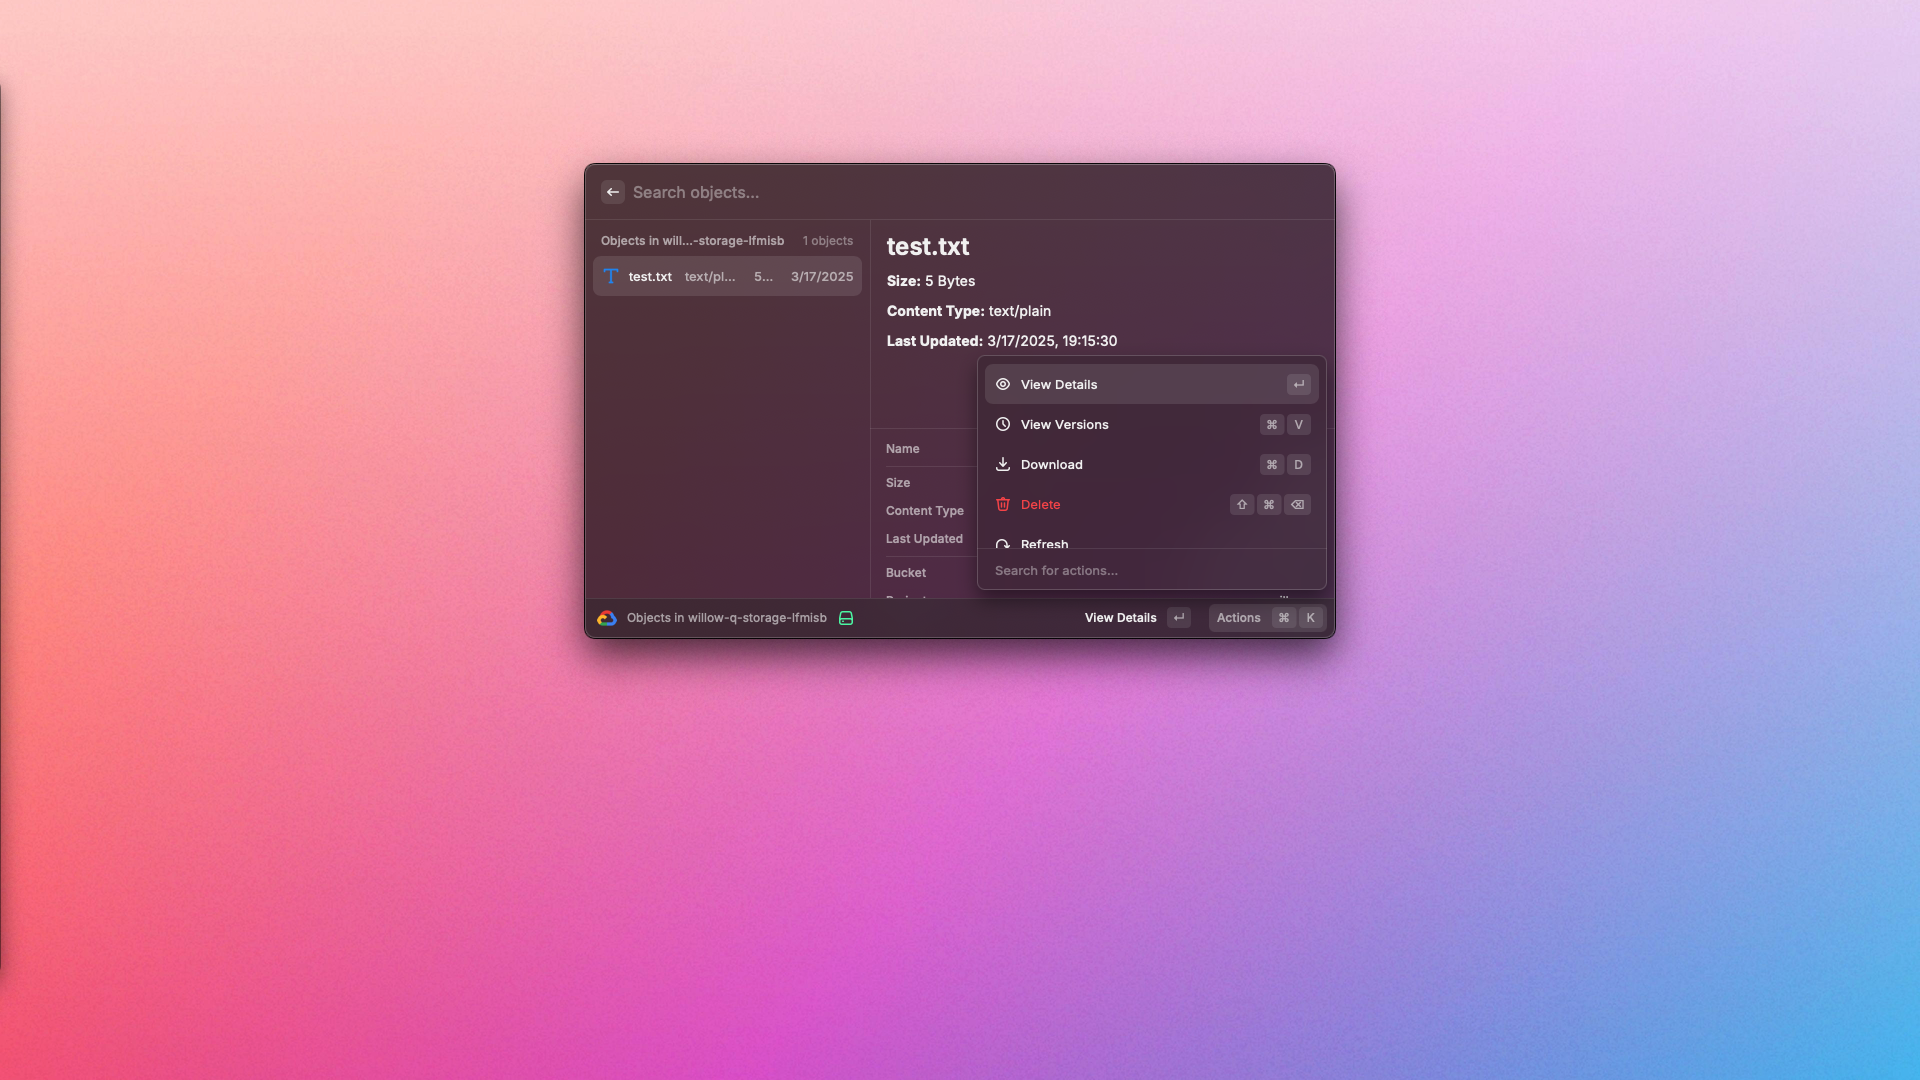 Search objects...
Objects in will...-storage-lfmisb 1 objects
test.txt text/pl... 5... 3/17/2025
test.txt
Size: 5 Bytes
Content Type: text/plain
Last Updated: 3/17/2025, 19:15:30
View Details
View Versions ⌘ V
Download ⌘ D
Delete ⇧ ⌘ ⌫
Refresh
Search for actions...
Name
Size
Content Type
Last Updated
Bucket
Objects in willow-q-storage-lfmisb
View Details
Actions ⌘ K